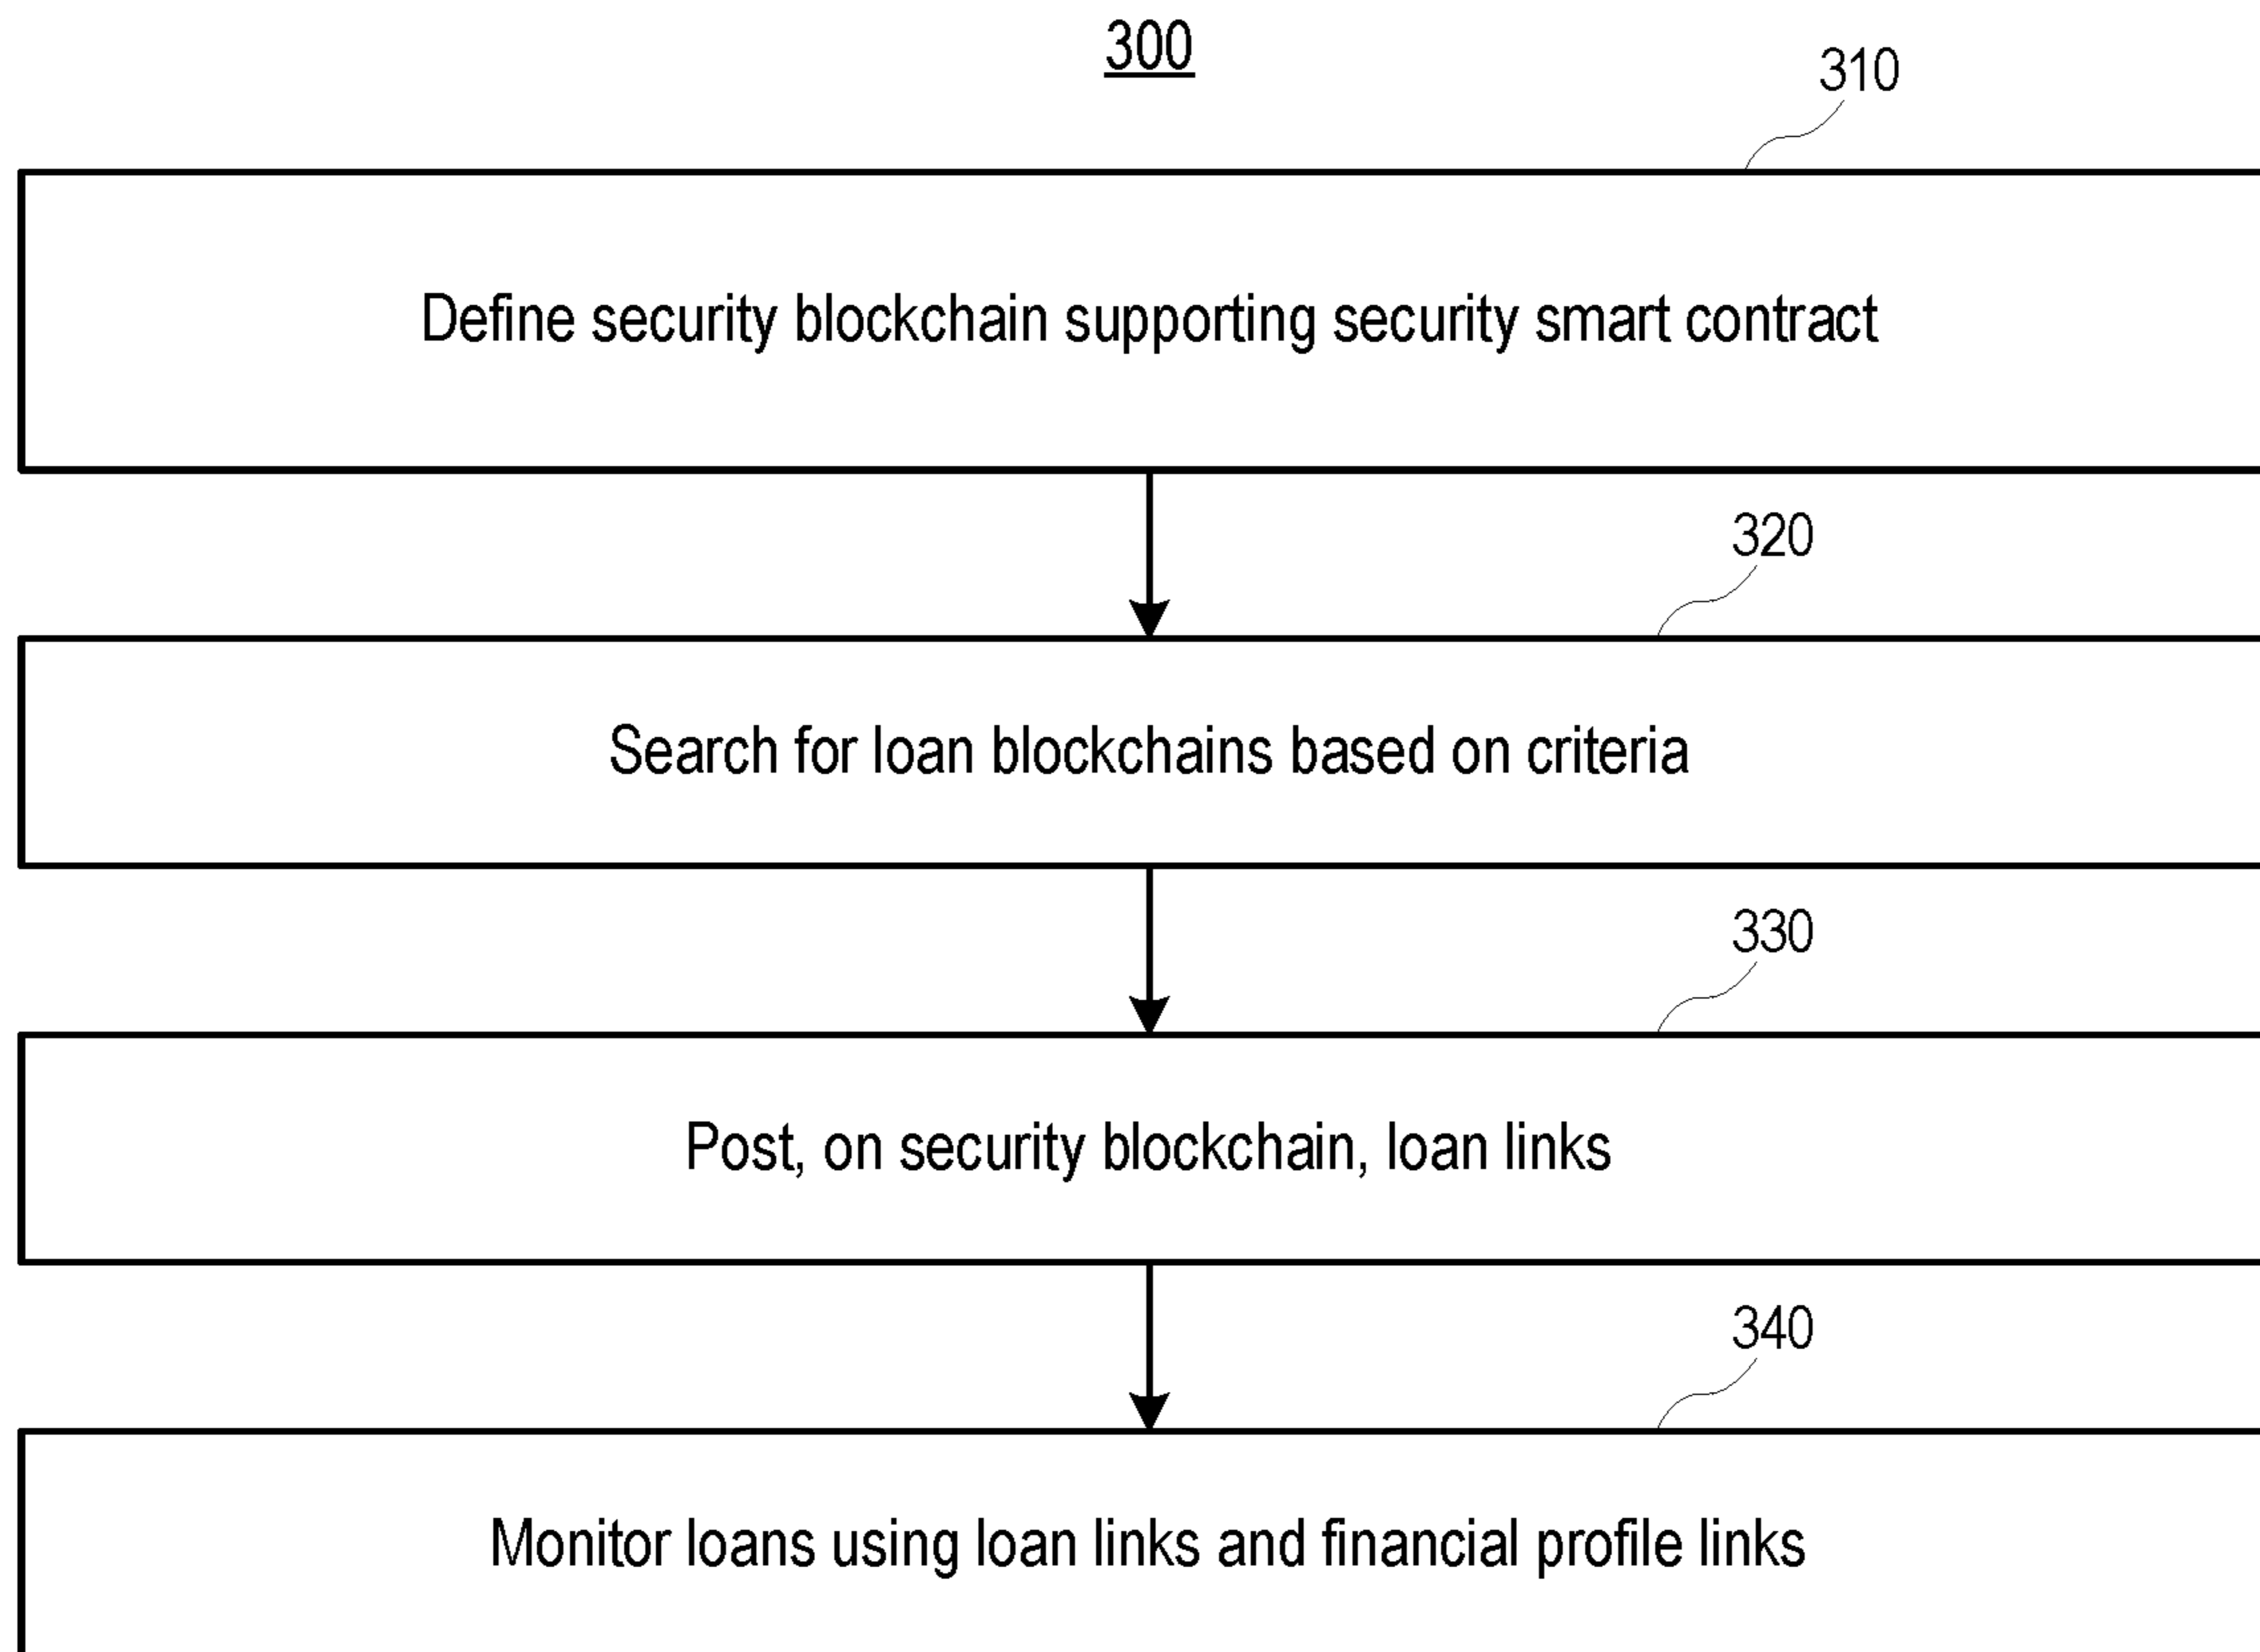 300
310
Define security blockchain supporting security smart contract
320
Search for loan blockchains based on criteria
330
Post, on security blockchain, loan links
340
Monitor loans using loan links and financial profile links